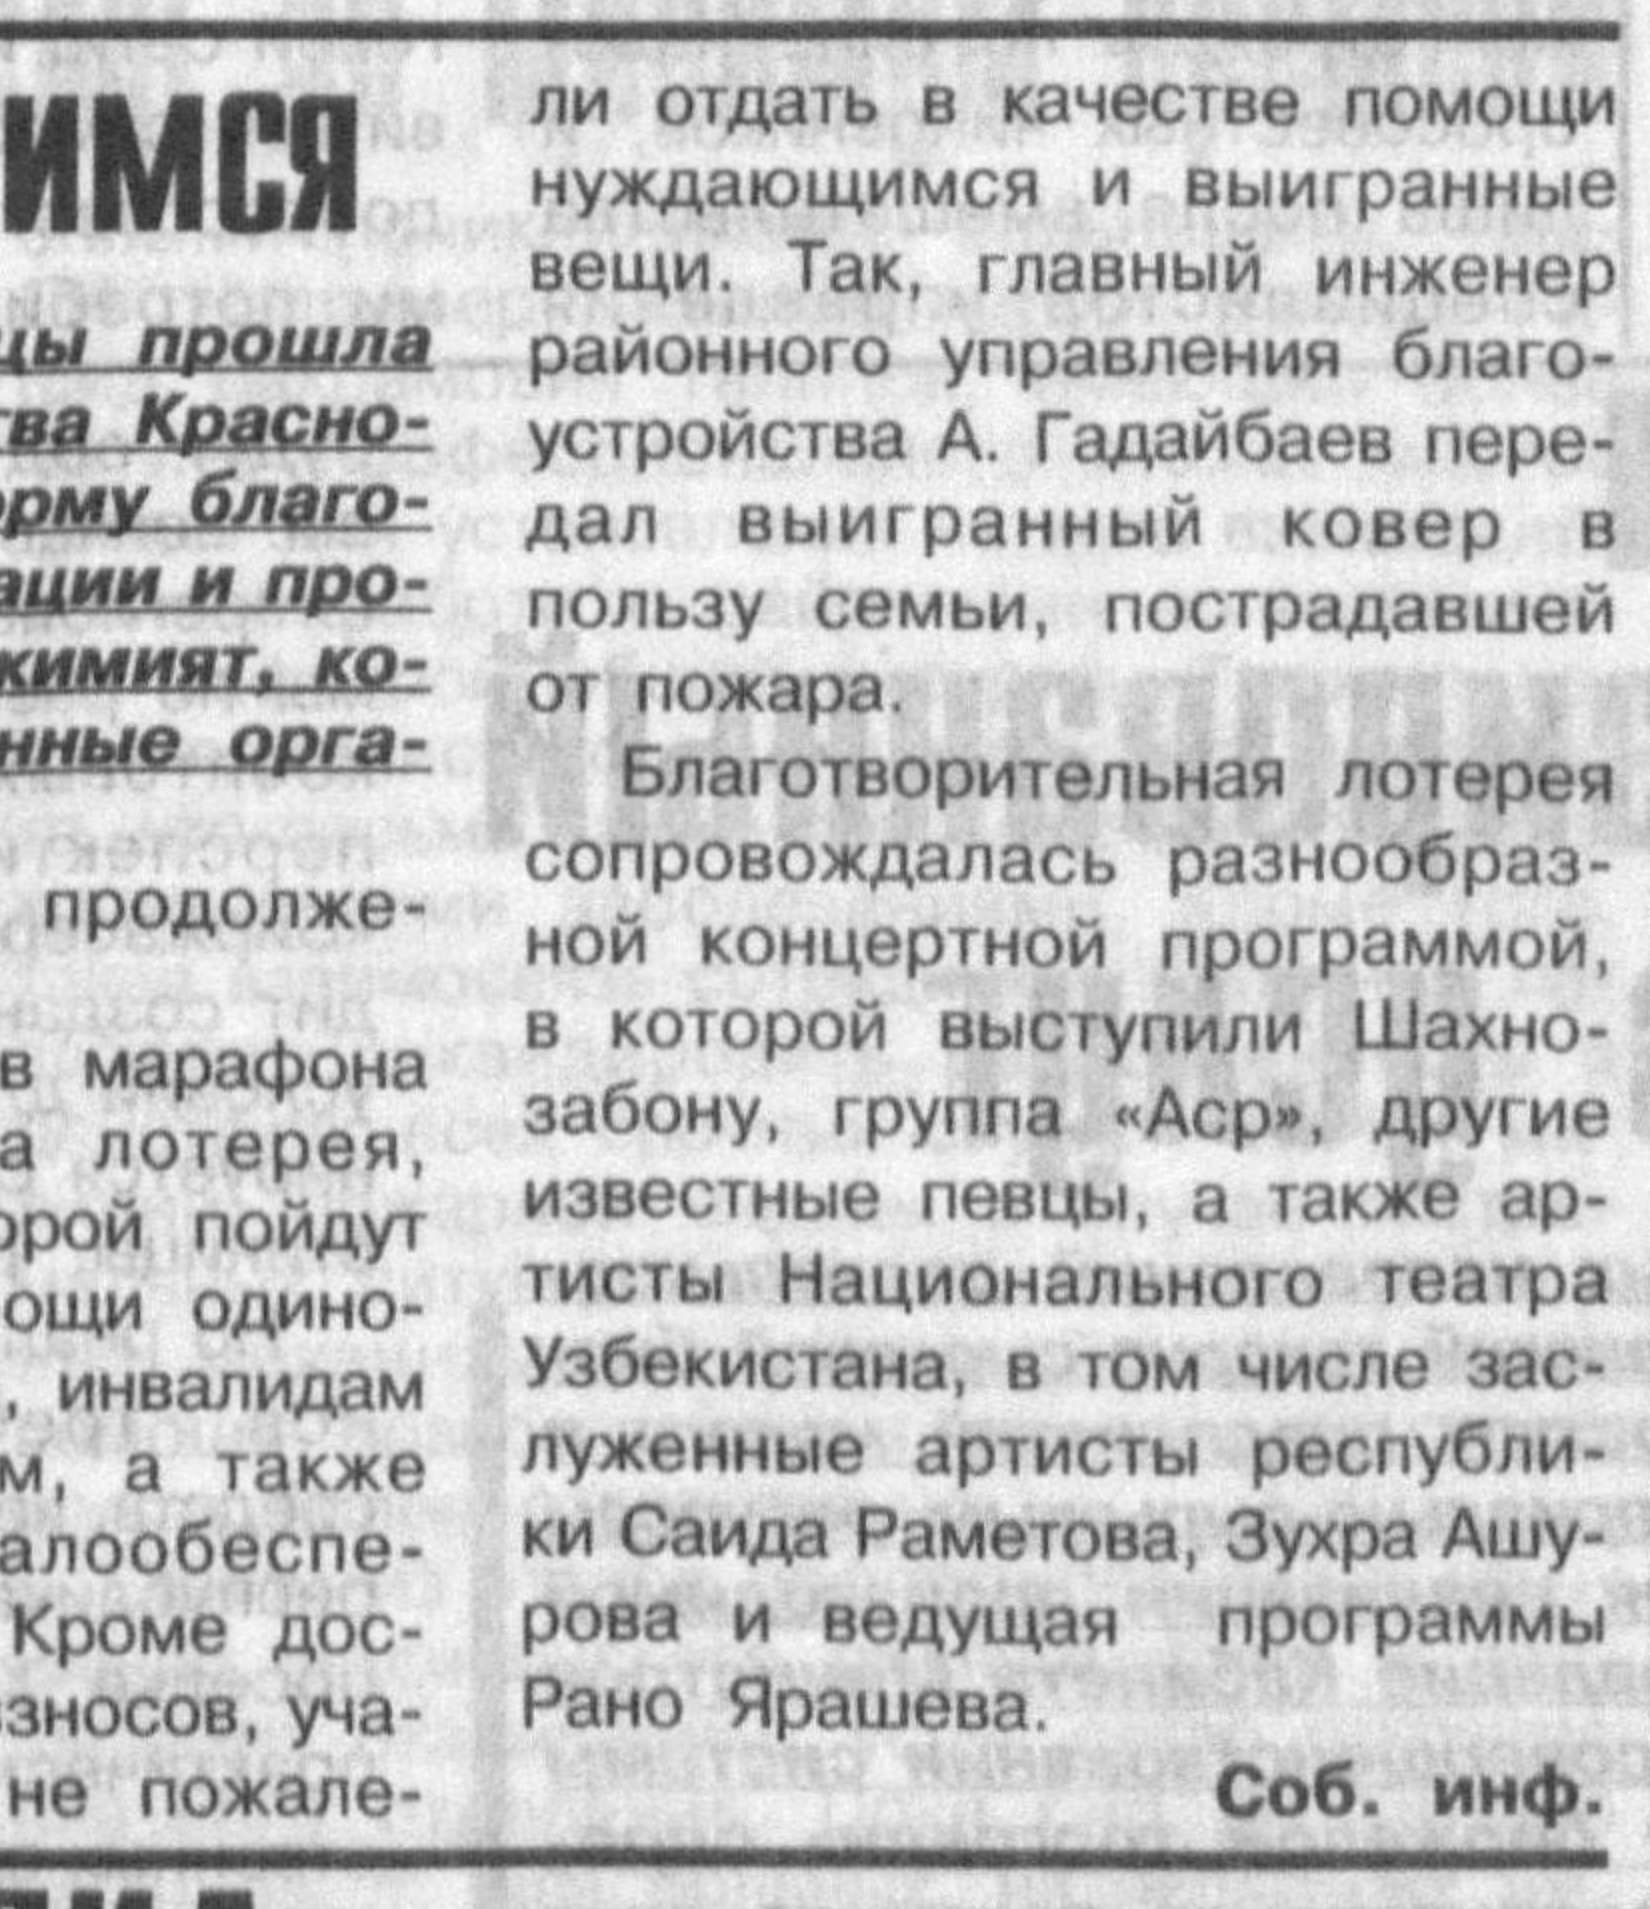 имся
цы прошла
тва Красно-
орму благо-
ации и про-
кимият, ко-
нные орга-
продолже-
в марафона
а лотерея,
орой пойдут
ощи одино-
, инвалидам
м, а также
алообеспе-
Кроме дос-
взносов, уча-
не пожале-
ли отдать в качестве помощи
нуждающимся и выигранные
вещи. Так, главный инженер
районного управления благо-
устройства А. Гадайбаев пере-
дал выигранный ковер в
пользу семьи, пострадавшей
от пожара.
Благотворительная лотерея
сопровождалась разнообраз-
ной концертной программой,
в которой выступили Шахно-
забону, группа «Аср», другие
известные певцы, а также ар-
тисты Национального театра
Узбекистана, в том числе зас-
луженные артисты республи-
ки Саида Раметова, Зухра Ашу-
рова и ведущая программы
Рано Ярашева.
Соб. инф.